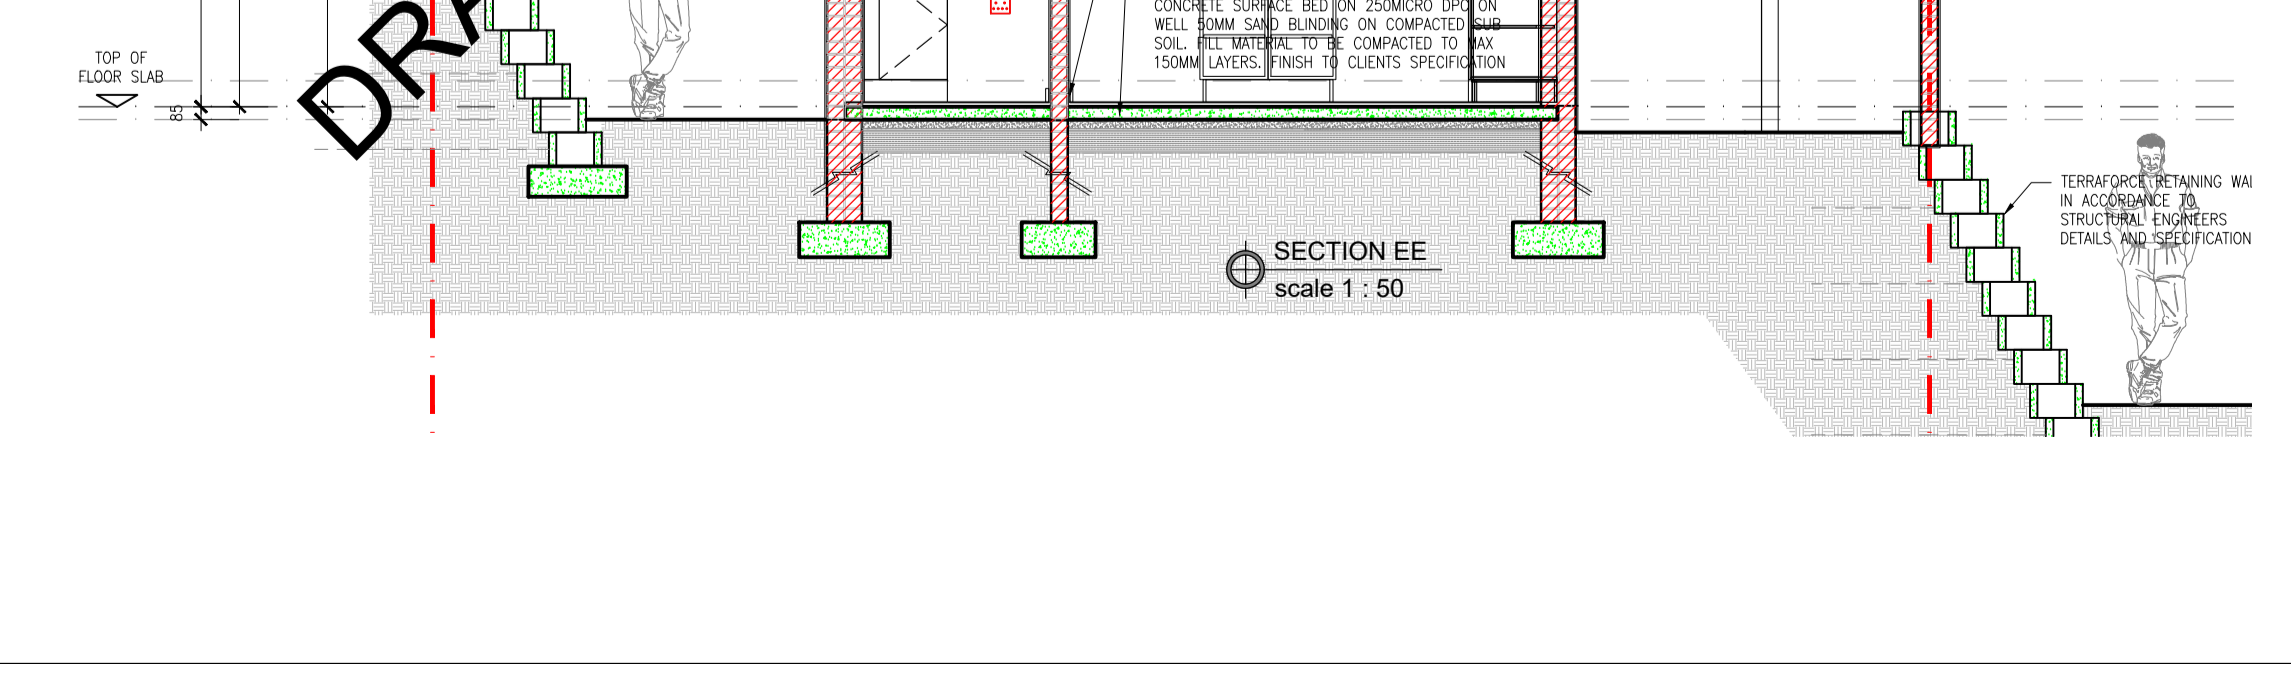 CONCRETE SURFACE BED ON 250MICRO DPC ON
WELL 50MM SAND BLINDING ON COMPACTED SUB
SOIL. FILL MATERIAL TO BE COMPACTED TO MAX
150MM LAYERS. FINISH TO CLIENTS SPECIFICATION
TOP OF
FLOOR SLAB
85
DRA
TERRAFORCE RETAINING WAL
IN ACCORDANCE TO
STRUCTURAL ENGINEERS
DETAILS AND SPECIFICATION
SECTION EE
scale 1 : 50